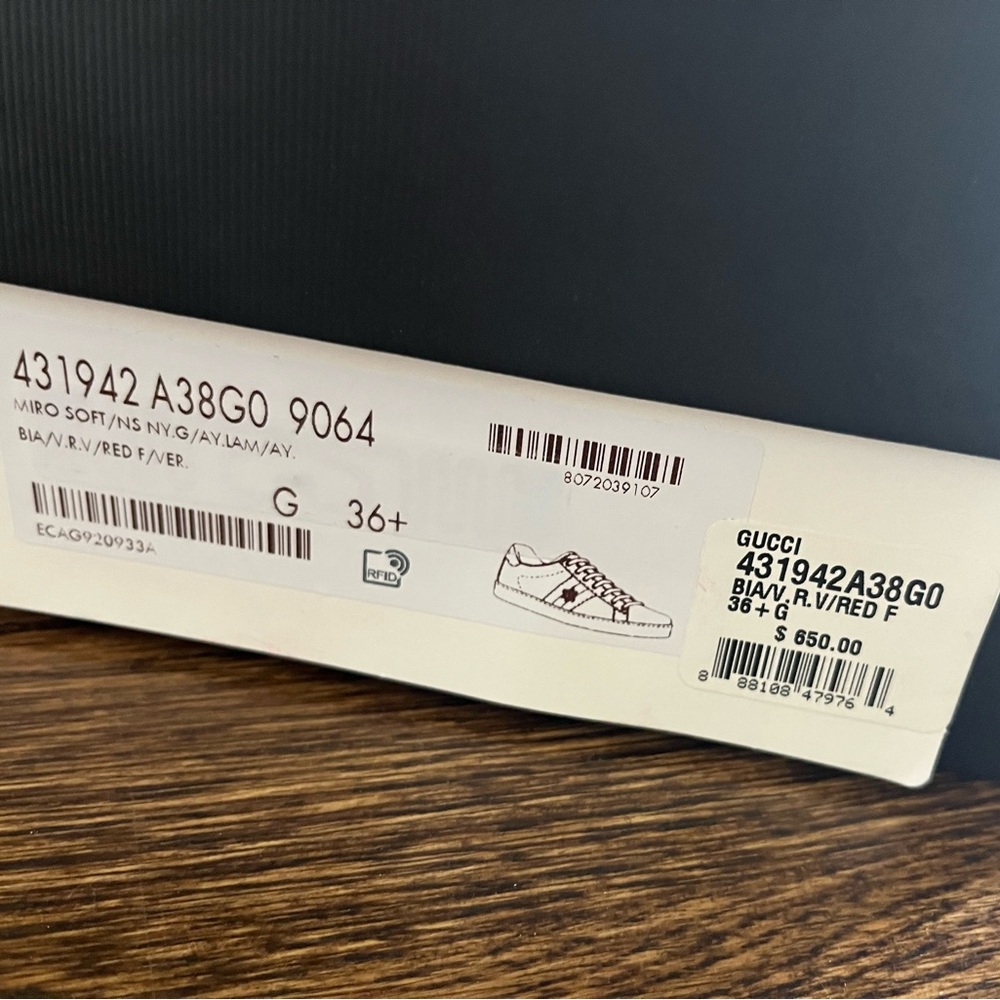 431942 A38G0 9064
MIRO SOFT/NS NY.G/AY.LAM/AY.
BIA/V.R.V/RED F/VER.
G 36+
ECAG920933A
RFID
8072039107
GUCCI
431942A38G0
BIA/V.R.V/RED F
36+G
$ 650.00
8 88108 47976 4